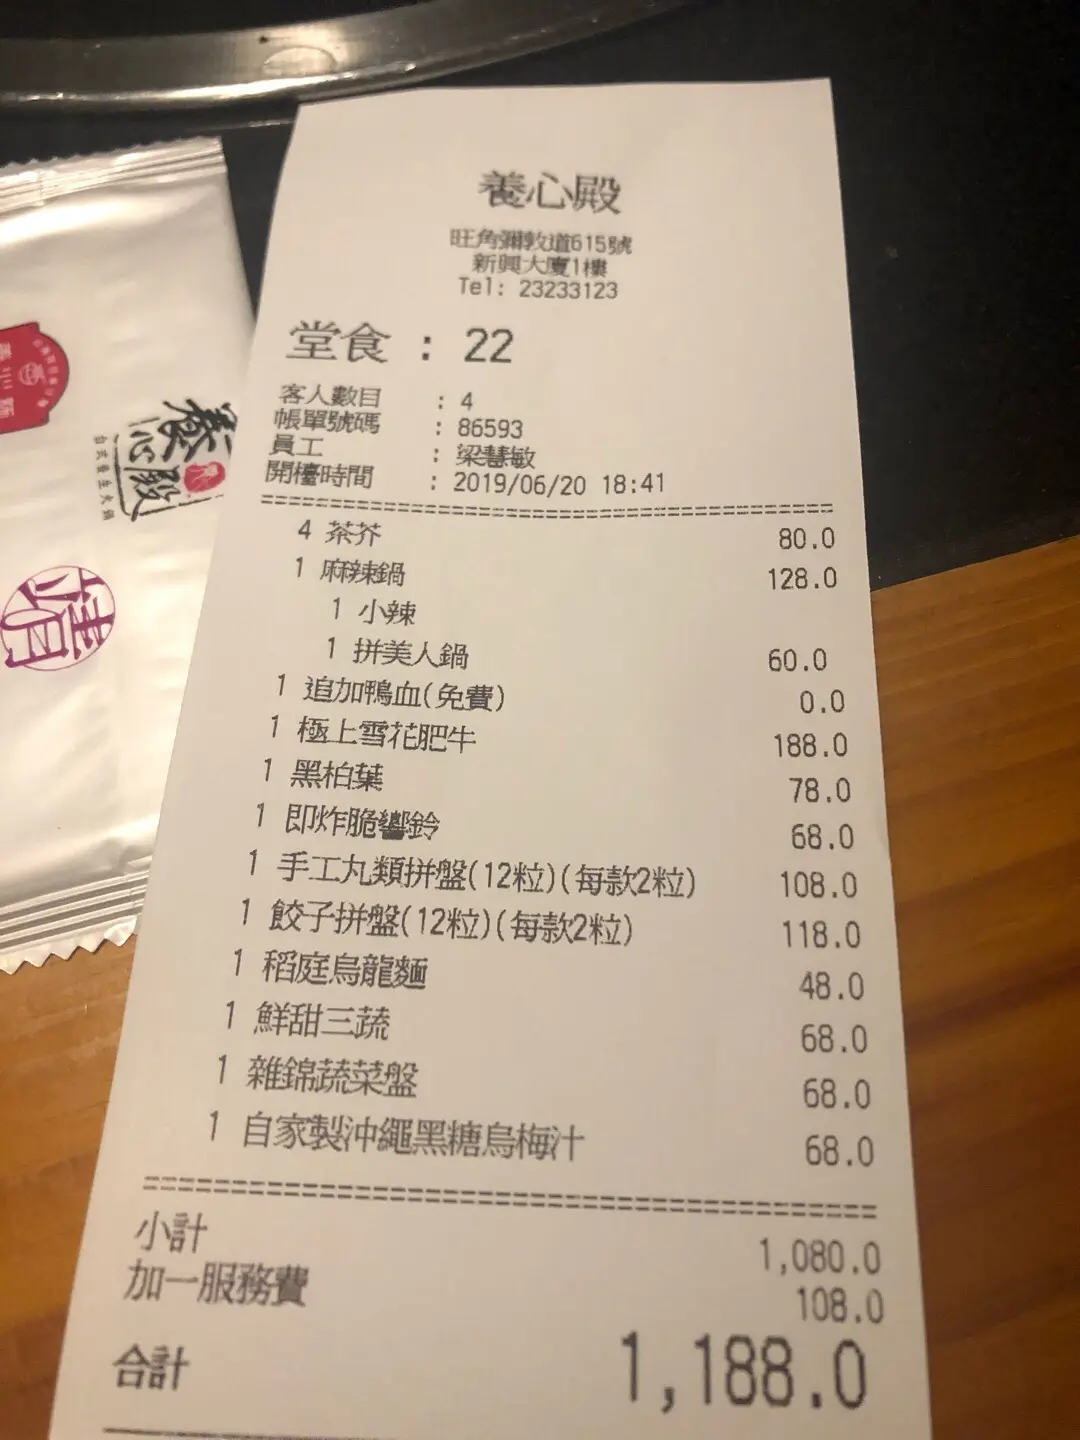 養心殿
旺角彌敦道615號
新興大廈1樓
Tel: 23233123
堂食 : 22
客人數目 : 4
帳單號碼 : 86593
員工 : 梁慧敏
開檯時間 : 2019/06/20 18:41
4 茶芥 80.0
1 麻辣鍋 128.0
1 小辣
1 拼美人鍋 60.0
1 追加鴨血(免費) 0.0
1 極上雪花肥牛 188.0
1 黑柏葉 78.0
1 即炸脆響鈴 68.0
1 手工丸類拼盤(12粒)(每款2粒) 108.0
1 餃子拼盤(12粒)(每款2粒) 118.0
1 稻庭烏龍麵 48.0
1 鮮甜三蔬 68.0
1 雜錦蔬菜盤 68.0
1 自家製沖繩黑糖烏梅汁 68.0
小計 1,080.0
加一服務費 108.0
合計 1,188.0
養心殿
台式養生火鍋